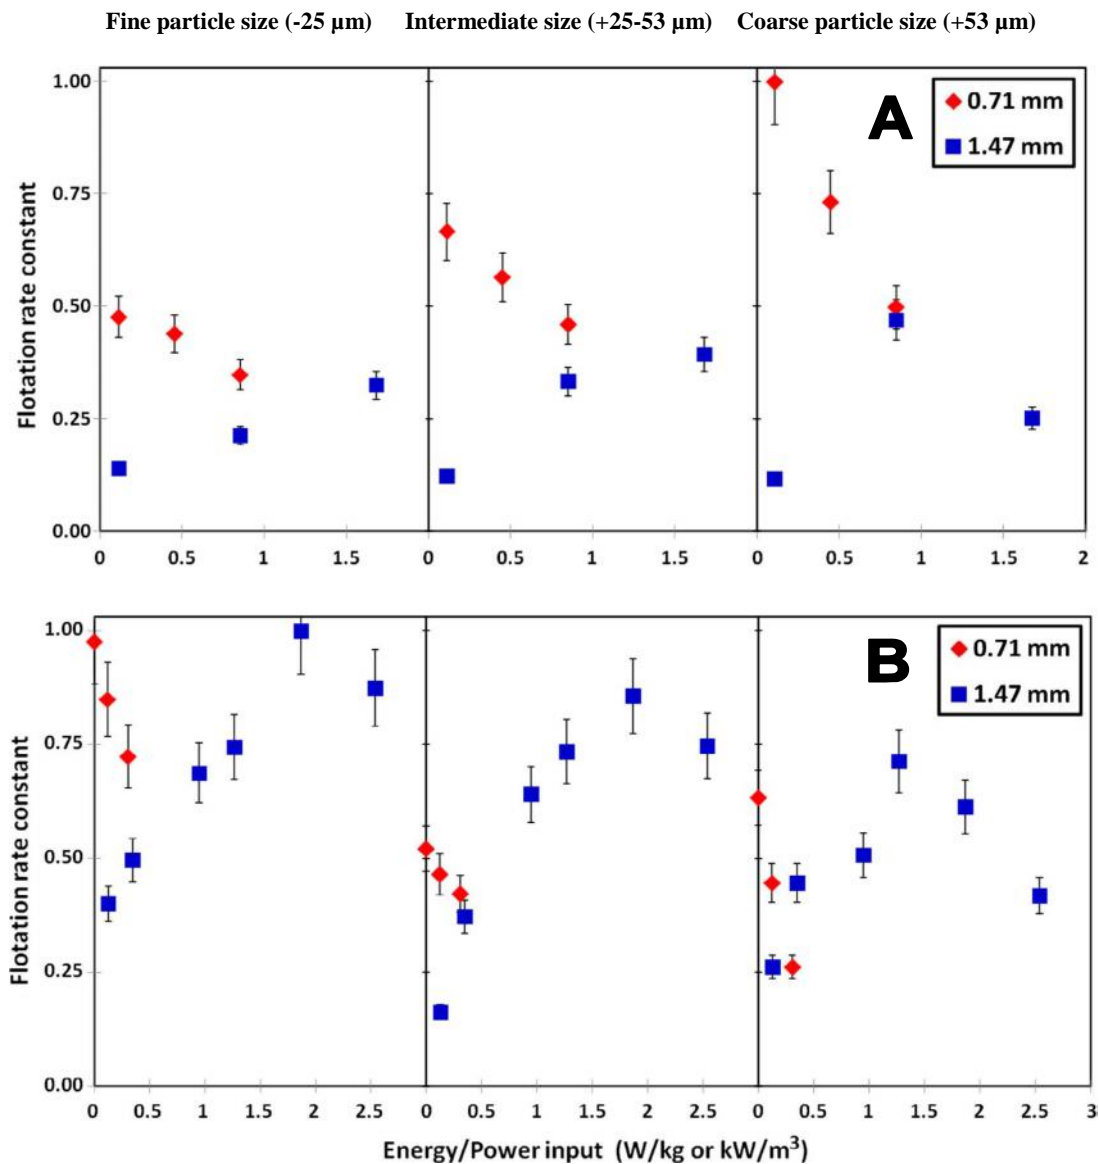 Fine particle size (-25 μm) Intermediate size (+25-53 μm) Coarse particle size (+53 μm)
A
0.71 mm
1.47 mm
Flotation rate constant
1.00
0.75
0.50
0.25
0.00
0 0.5 1 1.5 0 0.5 1 1.5 0 0.5 1 1.5 2
B
0.71 mm
1.47 mm
Flotation rate constant
1.00
0.75
0.50
0.25
0.00
0 0.5 1 1.5 2 2.5 0 0.5 1 1.5 2 2.5 0 0.5 1 1.5 2 2.5 3
Energy/Power input (W/kg or kW/m³)